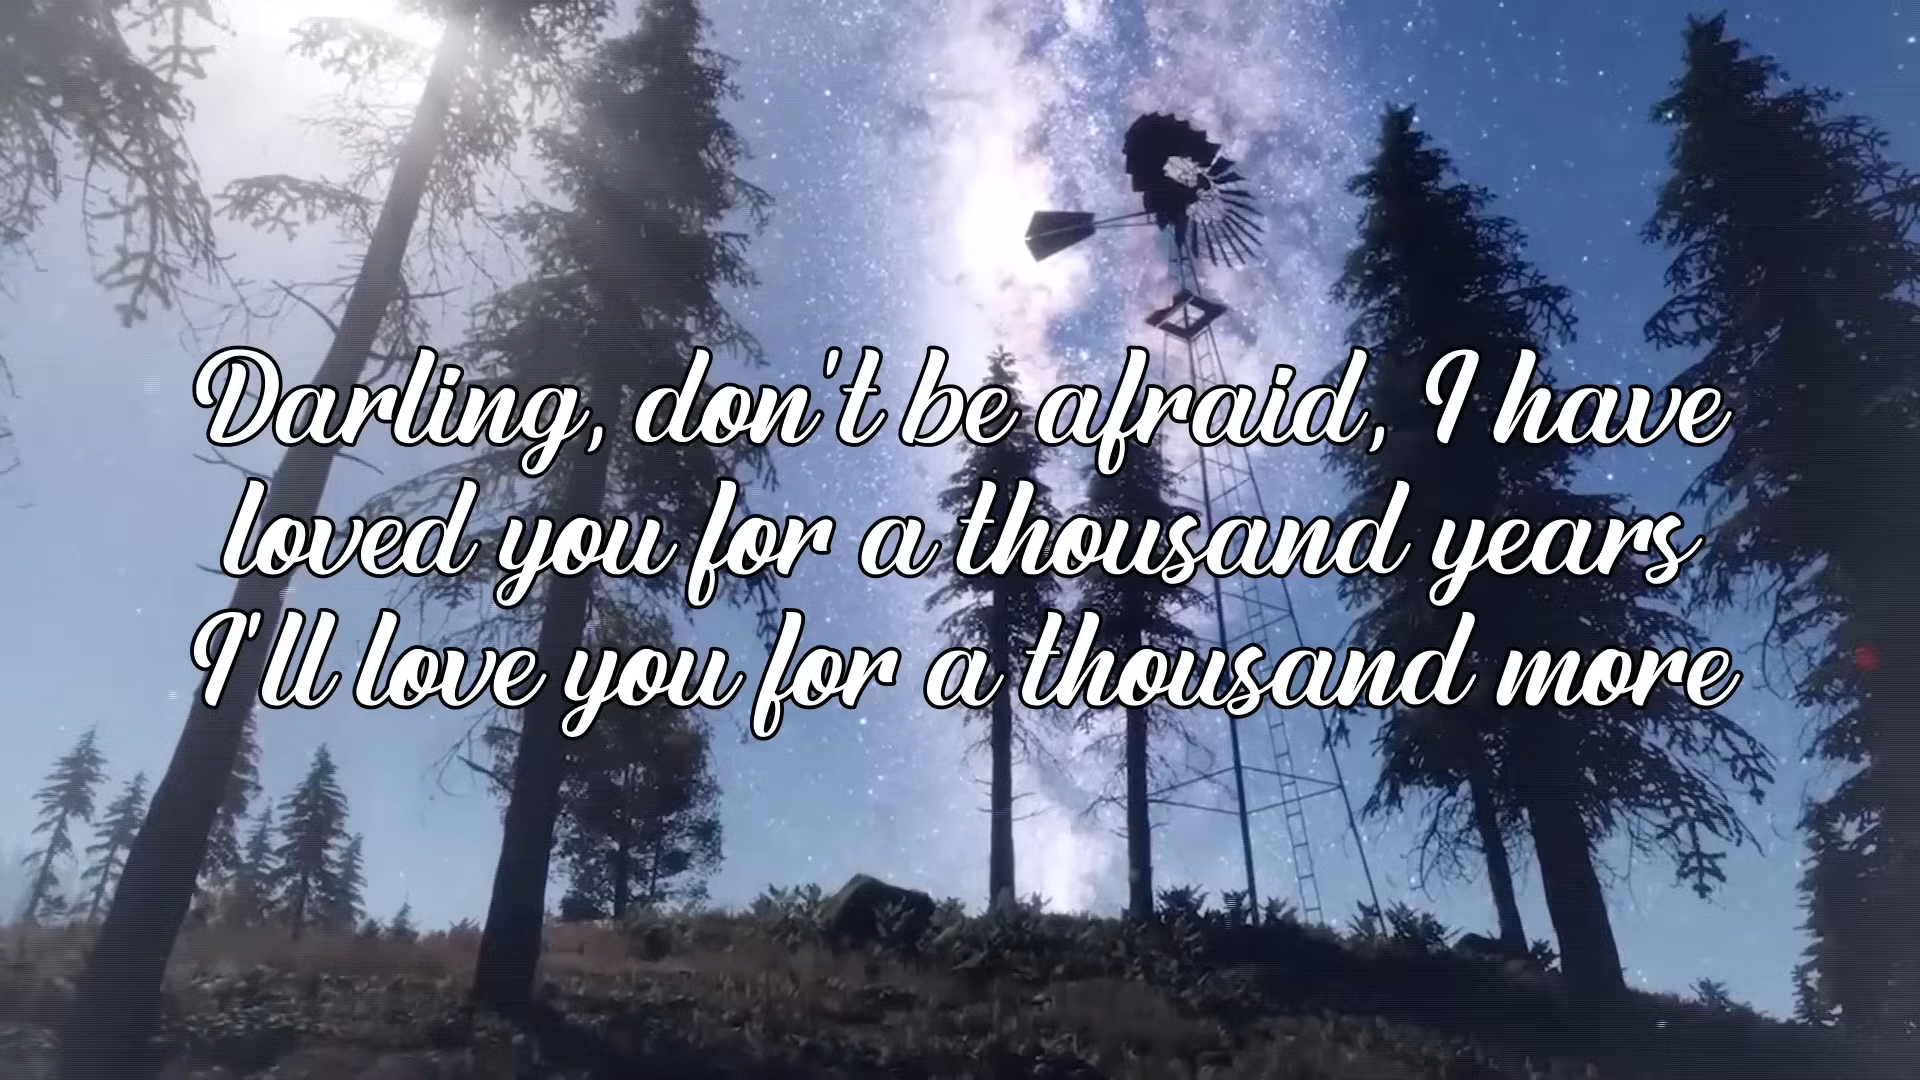 Darling, don't be afraid, I have
loved you for a thousand years
I'll love you for a thousand more